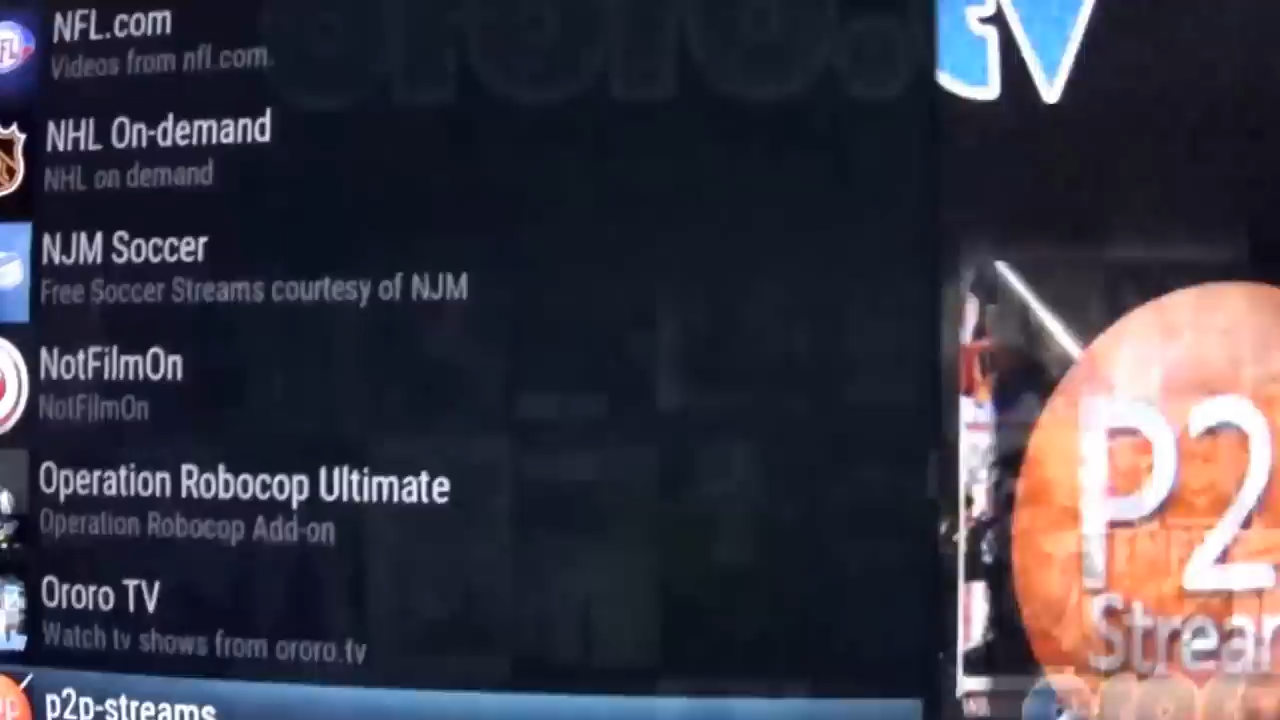 NFL.com
Videos from nfl.com.
NHL On-demand
NHL on demand
NJM Soccer
Free Soccer Streams courtesy of NJM
NotFilmOn
NotFilmOn
Operation Robocop Ultimate
Operation Robocop Add-on
Ororo TV
Watch tv shows from ororo.tv
p2p-streams
tv
P2
Strear